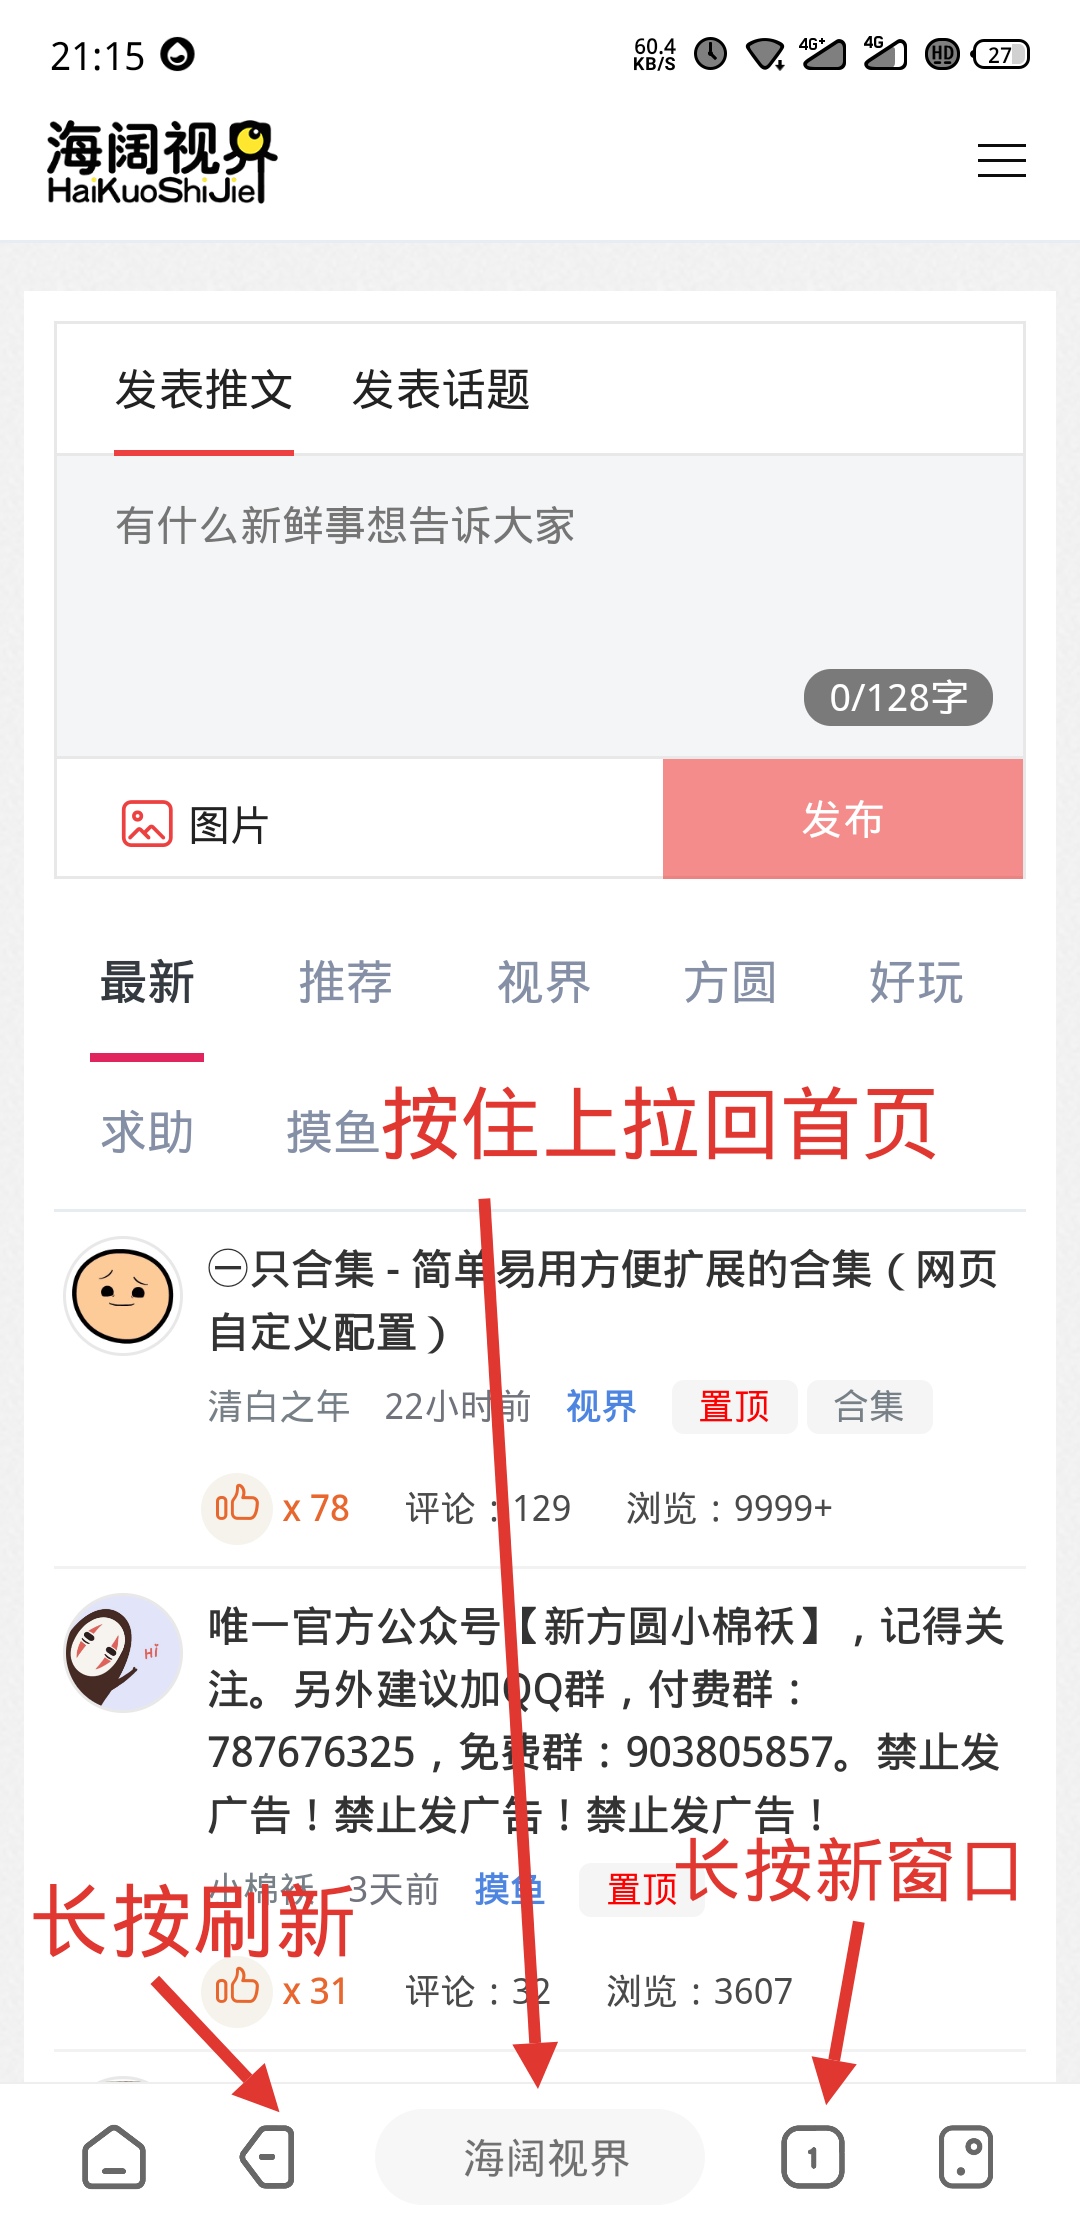 21:15
60.4
KB/S
4G+
4G
HD
27
海阔视界
HaiKuoShiJie
发表推文 发表话题
有什么新鲜事想告诉大家
0/128字
图片
发布
最新 推荐 视界 方圆 好玩
求助 摸鱼
按住上拉回首页
㊀只合集 - 简单易用方便扩展的合集（网页
自定义配置）
清白之年 22小时前 视界 置顶 合集
x 78 评论：129 浏览：9999+
Hi
唯一官方公众号【新方圆小棉袄】，记得关
注。另外建议加QQ群，付费群：
787676325，免费群：903805857。禁止发
广告！禁止发广告！禁止发广告！
长按新窗口
小棉袄 3天前 摸鱼 置顶
长按刷新
x 31 评论：32 浏览：3607
海阔视界
1